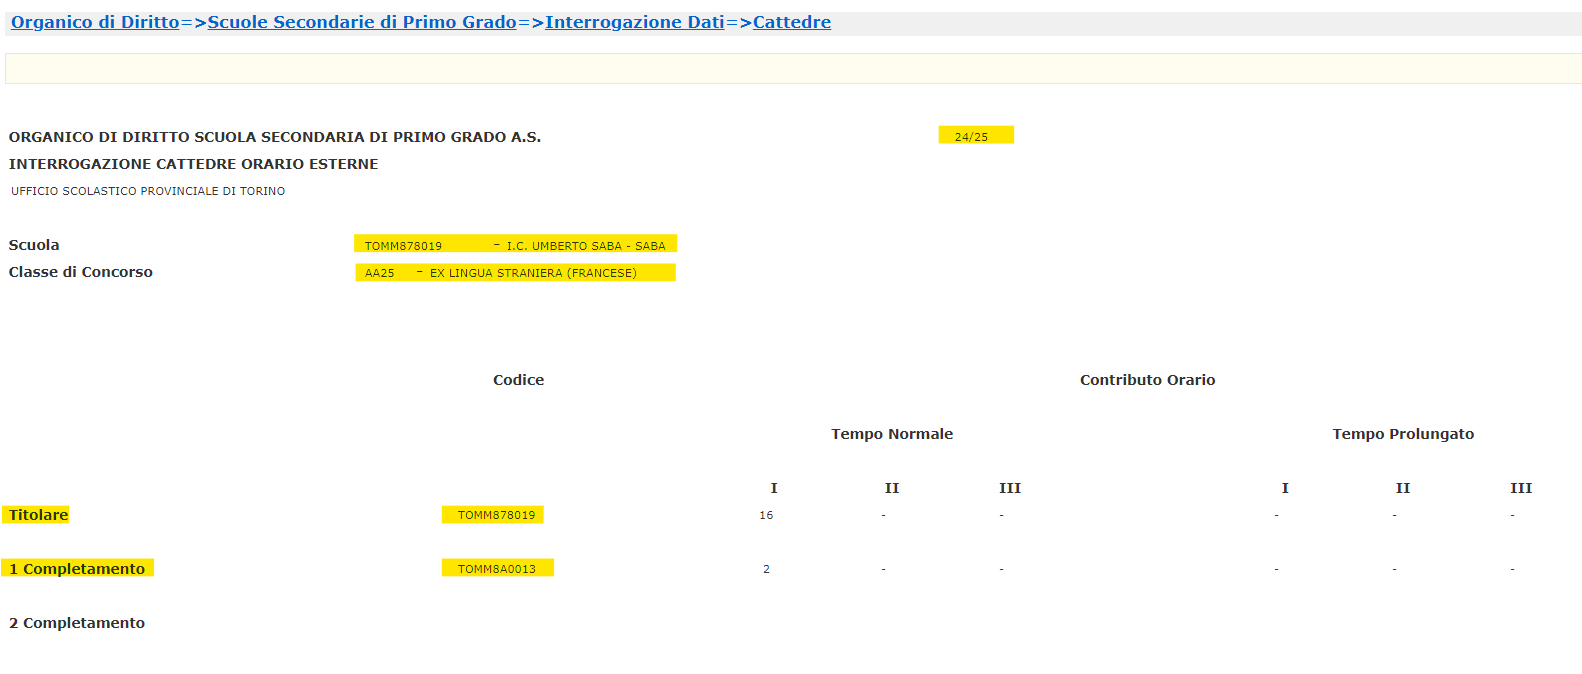 Organico di Diritto=>Scuole Secondarie di Primo Grado=>Interrogazione Dati=>Cattedre
ORGANICO DI DIRITTO SCUOLA SECONDARIA DI PRIMO GRADO A.S. 24/25
INTERROGAZIONE CATTEDRE ORARIO ESTERNE
UFFICIO SCOLASTICO PROVINCIALE DI TORINO
Scuola TOMM878019 - I.C. UMBERTO SABA - SABA
Classe di Concorso AA25 - EX LINGUA STRANIERA (FRANCESE)
Codice Contributo Orario
Tempo Normale Tempo Prolungato
I II III I II III
Titolare TOMM878019 16 - - - - -
1 Completamento TOMM8A0013 2 - - - - -
2 Completamento